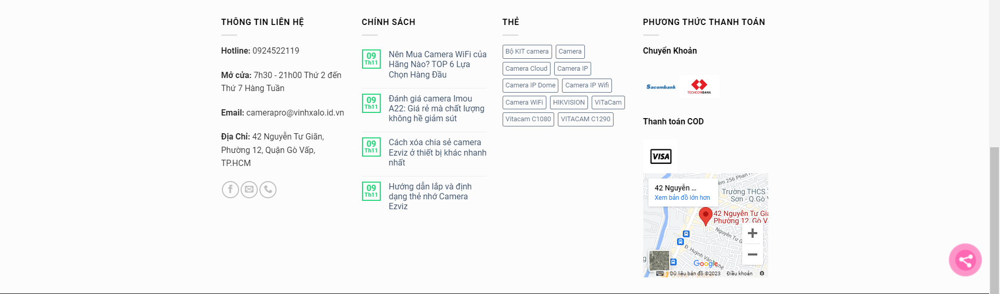 THÔNG TIN LIÊN HỆ
Hotline: 0924522119
Mở cửa: 7h30 - 21h00 Thứ 2 đến
Thứ 7 Hàng Tuần
Email: camerapro@vinhxalo.id.vn
Địa Chỉ: 42 Nguyễn Tư Giãn,
Phường 12, Quận Gò Vấp,
TP.HCM
CHÍNH SÁCH
09
Th11
Nên Mua Camera WiFi của
Hãng Nào? TOP 6 Lựa
Chọn Hàng Đầu
09
Th11
Đánh giá camera Imou
A22: Giá rẻ mà chất lượng
không hề giảm sút
09
Th11
Cách xóa chia sẻ camera
Ezviz ở thiết bị khác nhanh
nhất
09
Th11
Hướng dẫn lắp và định
dạng thẻ nhớ Camera
Ezviz
THẺ
Bộ KIT camera Camera
Camera Cloud Camera IP
Camera IP Dome Camera IP Wifi
Camera WiFi HIKVISION ViTaCam
Vitacam C1080 VITACAM C1290
PHƯƠNG THỨC THANH TOÁN
Chuyển Khoản
Sacombank TECHCOMBANK
Thanh toán COD
VISA
42 Nguyễn ...
Xem bản đồ lớn hơn
ẻm 256 Phan H
Trường THCS
Sơn - Q.Gò V
42 Nguyễn Tư Giả
Phường 12, Gò V
Nguyễn Tư G
Đ. Huỳnh Văn Nghệ
Google
Dữ liệu bản đồ ©2023 Điều khoản